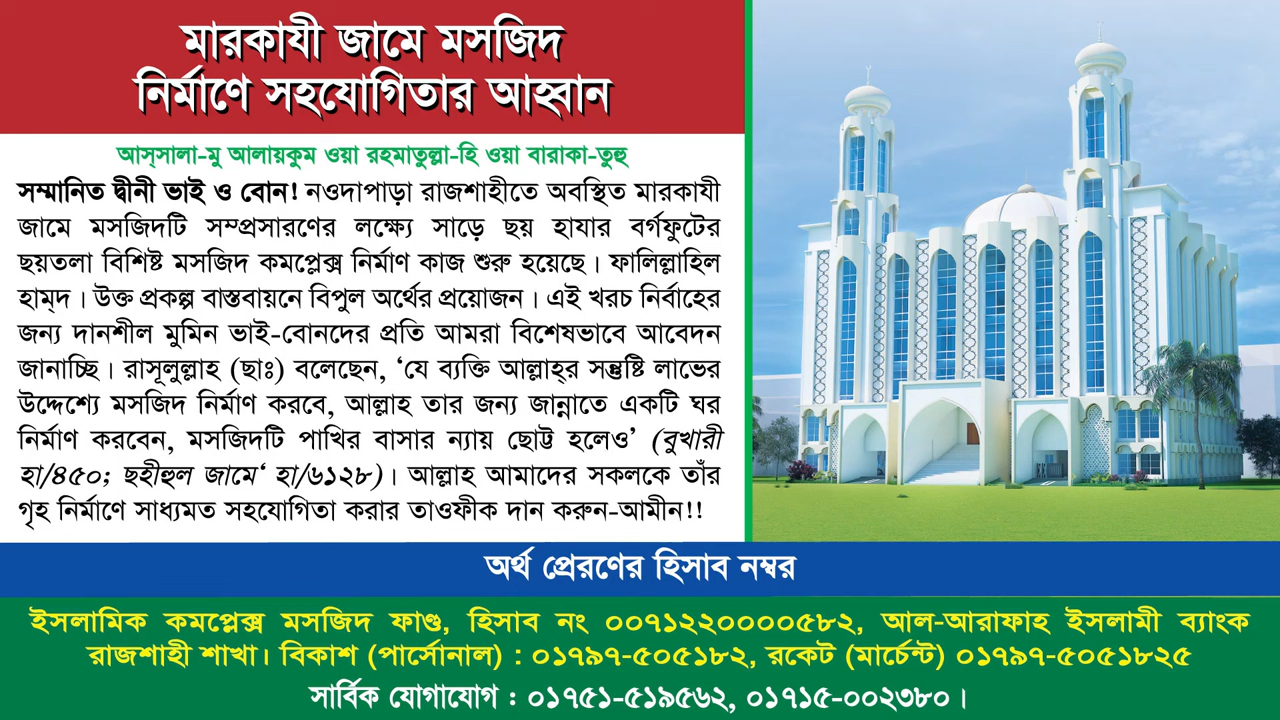 মারকাযী জামে মসজিদ
নির্মাণে সহযোগিতার আহ্বান
আস্সালা-মু আলায়কুম ওয়া রহমাতুল্লা-হি ওয়া বারাকা-তুহু
সম্মানিত দ্বীনী ভাই ও বোন! নওদাপাড়া রাজশাহীতে অবস্থিত মারকাযী
জামে মসজিদটি সম্প্রসারণের লক্ষ্যে সাড়ে ছয় হাযার বর্গফুটের
ছয়তলা বিশিষ্ট মসজিদ কমপ্লেক্স নির্মাণ কাজ শুরু হয়েছে। ফালিল্লাহিল
হাম্দ। উক্ত প্রকল্প বাস্তবায়নে বিপুল অর্থের প্রয়োজন। এই খরচ নির্বাহের
জন্য দানশীল মুমিন ভাই-বোনদের প্রতি আমরা বিশেষভাবে আবেদন
জানাচ্ছি। রাসূলুল্লাহ (ছাঃ) বলেছেন, ‘যে ব্যক্তি আল্লাহ্‌র সন্তুষ্টি লাভের
উদ্দেশ্যে মসজিদ নির্মাণ করবে, আল্লাহ তার জন্য জান্নাতে একটি ঘর
নির্মাণ করবেন, মসজিদটি পাখির বাসার ন্যায় ছোট্ট হলেও’ (বুখারী
হা/৪৫০; ছহীহুল জামে‘ হা/৬১২৮)। আল্লাহ আমাদের সকলকে তাঁর
গৃহ নির্মাণে সাধ্যমত সহযোগিতা করার তাওফীক দান করুন-আমীন!!
অর্থ প্রেরণের হিসাব নম্বর
ইসলামিক কমপ্লেক্স মসজিদ ফাণ্ড, হিসাব নং ০০৭১২২০০০০৫৮২, আল-আরাফাহ ইসলামী ব্যাংক
রাজশাহী শাখা। বিকাশ (পার্সোনাল) : ০১৭৯৭-৫০৫১৮২, রকেট (মার্চেন্ট) ০১৭৯৭-৫০৫১৮২৫
সার্বিক যোগাযোগ : ০১৭৫১-৫১৯৫৬২, ০১৭১৫-০০২৩৮০।